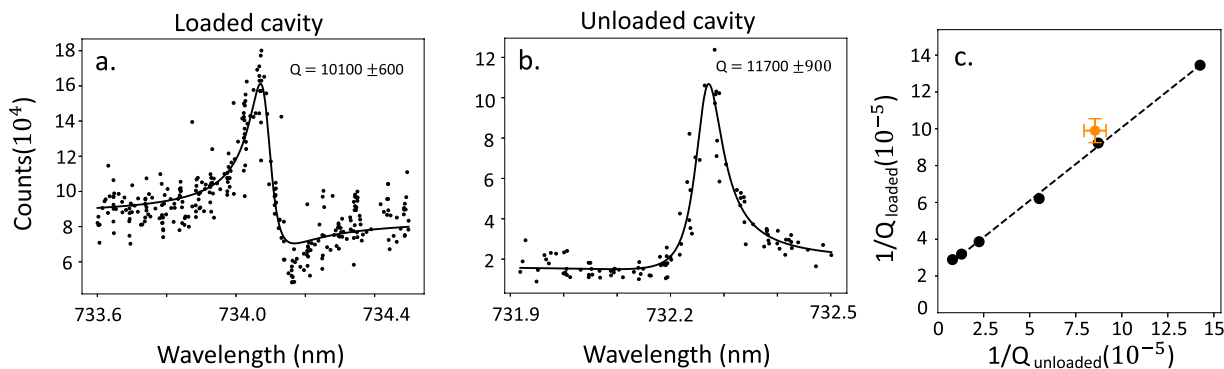 Loaded cavity
a.
Q = 10100 ±600
Counts(10⁴)
18
16
14
12
10
8
6
733.6
734.0
734.4
Wavelength (nm)
Unloaded cavity
b.
Q = 11700 ±900
12
10
8
6
4
2
731.9
732.2
732.5
Wavelength (nm)
c.
1/Q loaded(10⁻⁵)
14
12
10
8
6
4
2
0
0
2.5
5
7.5
10
12.5
15
1/Q unloaded(10⁻⁵)